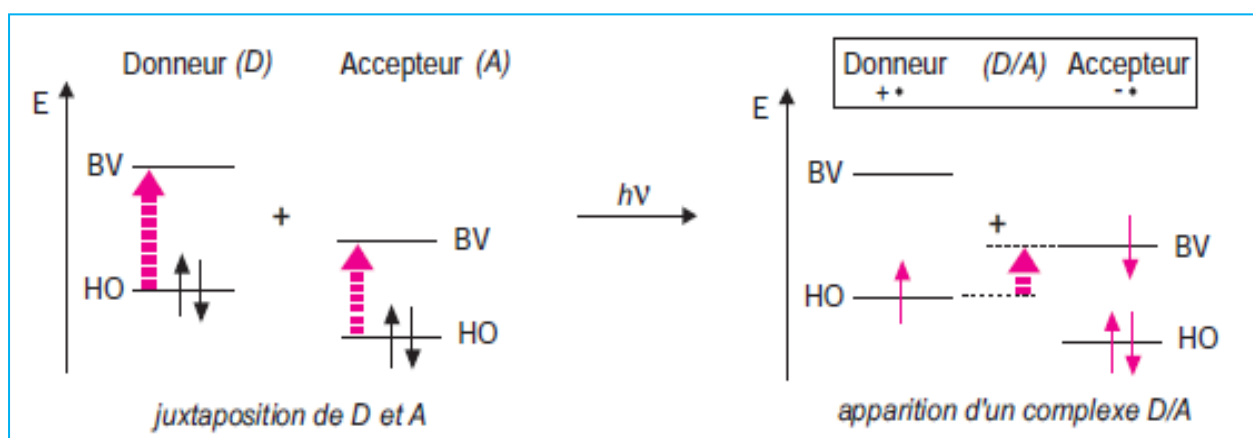 Donneur (D) Accepteur (A)
E
BV
+
BV
HO
HO
juxtaposition de D et A
hν
Donneur (D/A) Accepteur
+• -•
E
BV
+
BV
HO
HO
apparition d'un complexe D/A